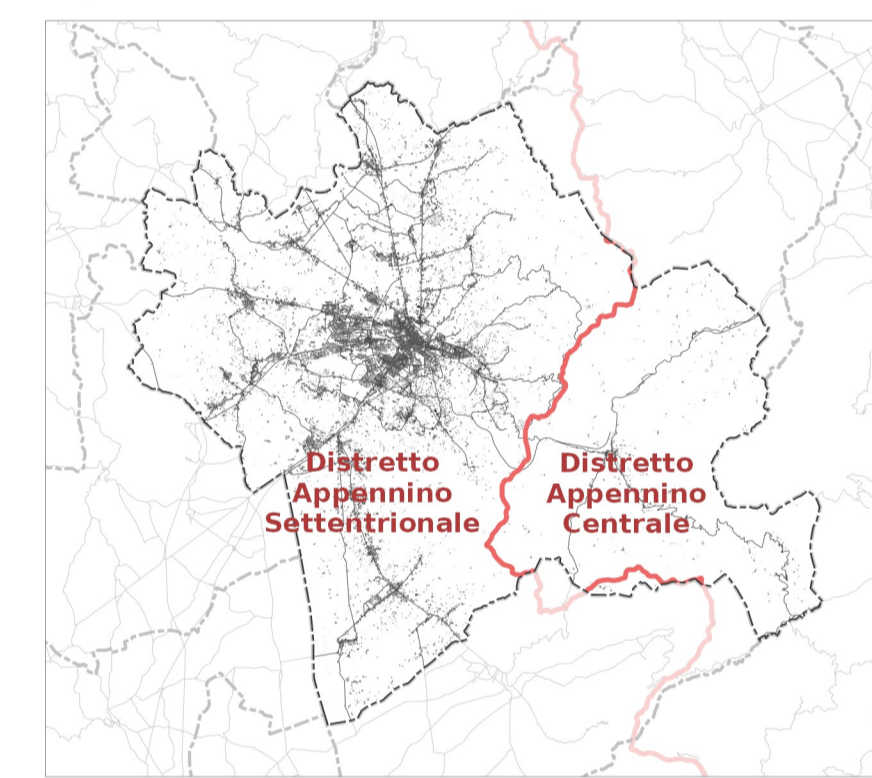 Distretto
Appennino
Settentrionale
Distretto
Appennino
Centrale